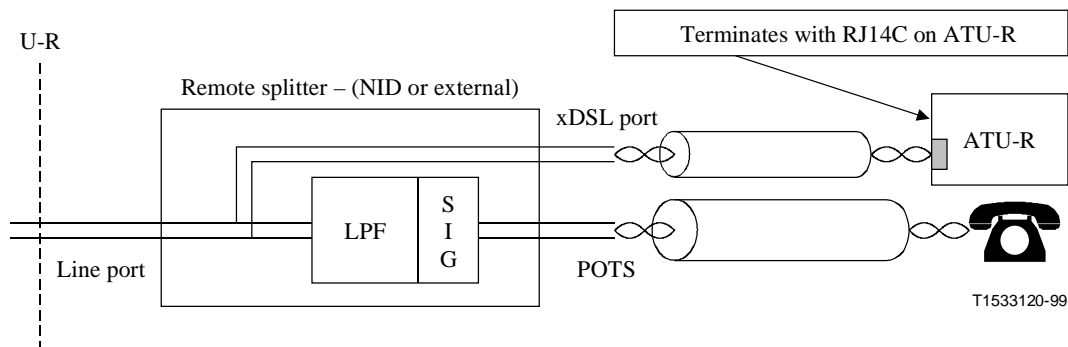 U-R
Terminates with RJ14C on ATU-R
Remote splitter – (NID or external)
xDSL port
ATU-R
LPF
S
I
G
Line port
POTS
T1533120-99